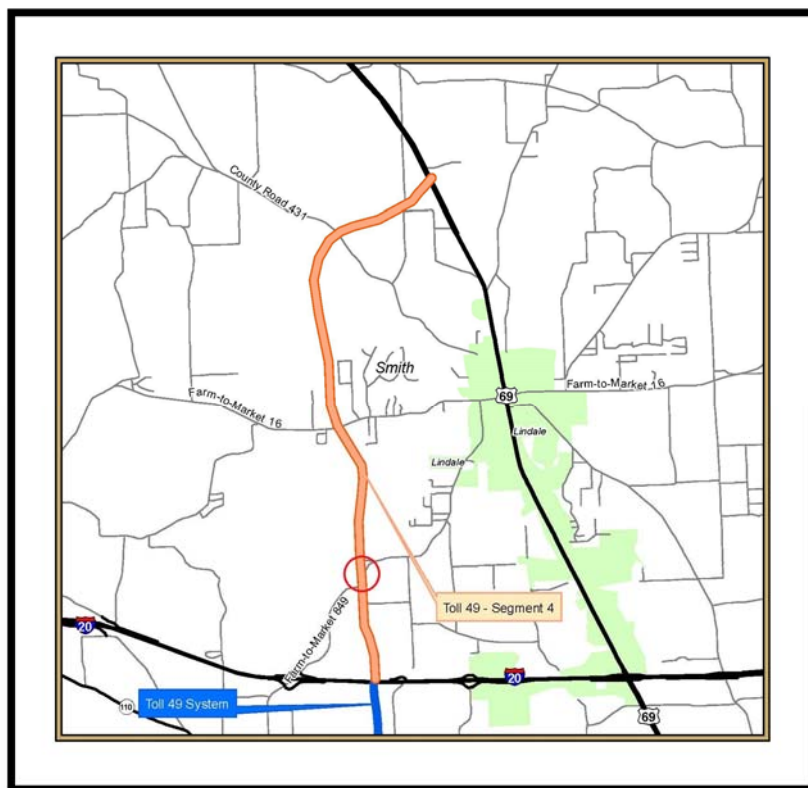 County Road 431
Smith
Farm-to-Market 16
Farm-to-Market 16
69
Lindale
Lindale
Toll 49 - Segment 4
Farm-to-Market 849
20
20
110
Toll 49 System
69